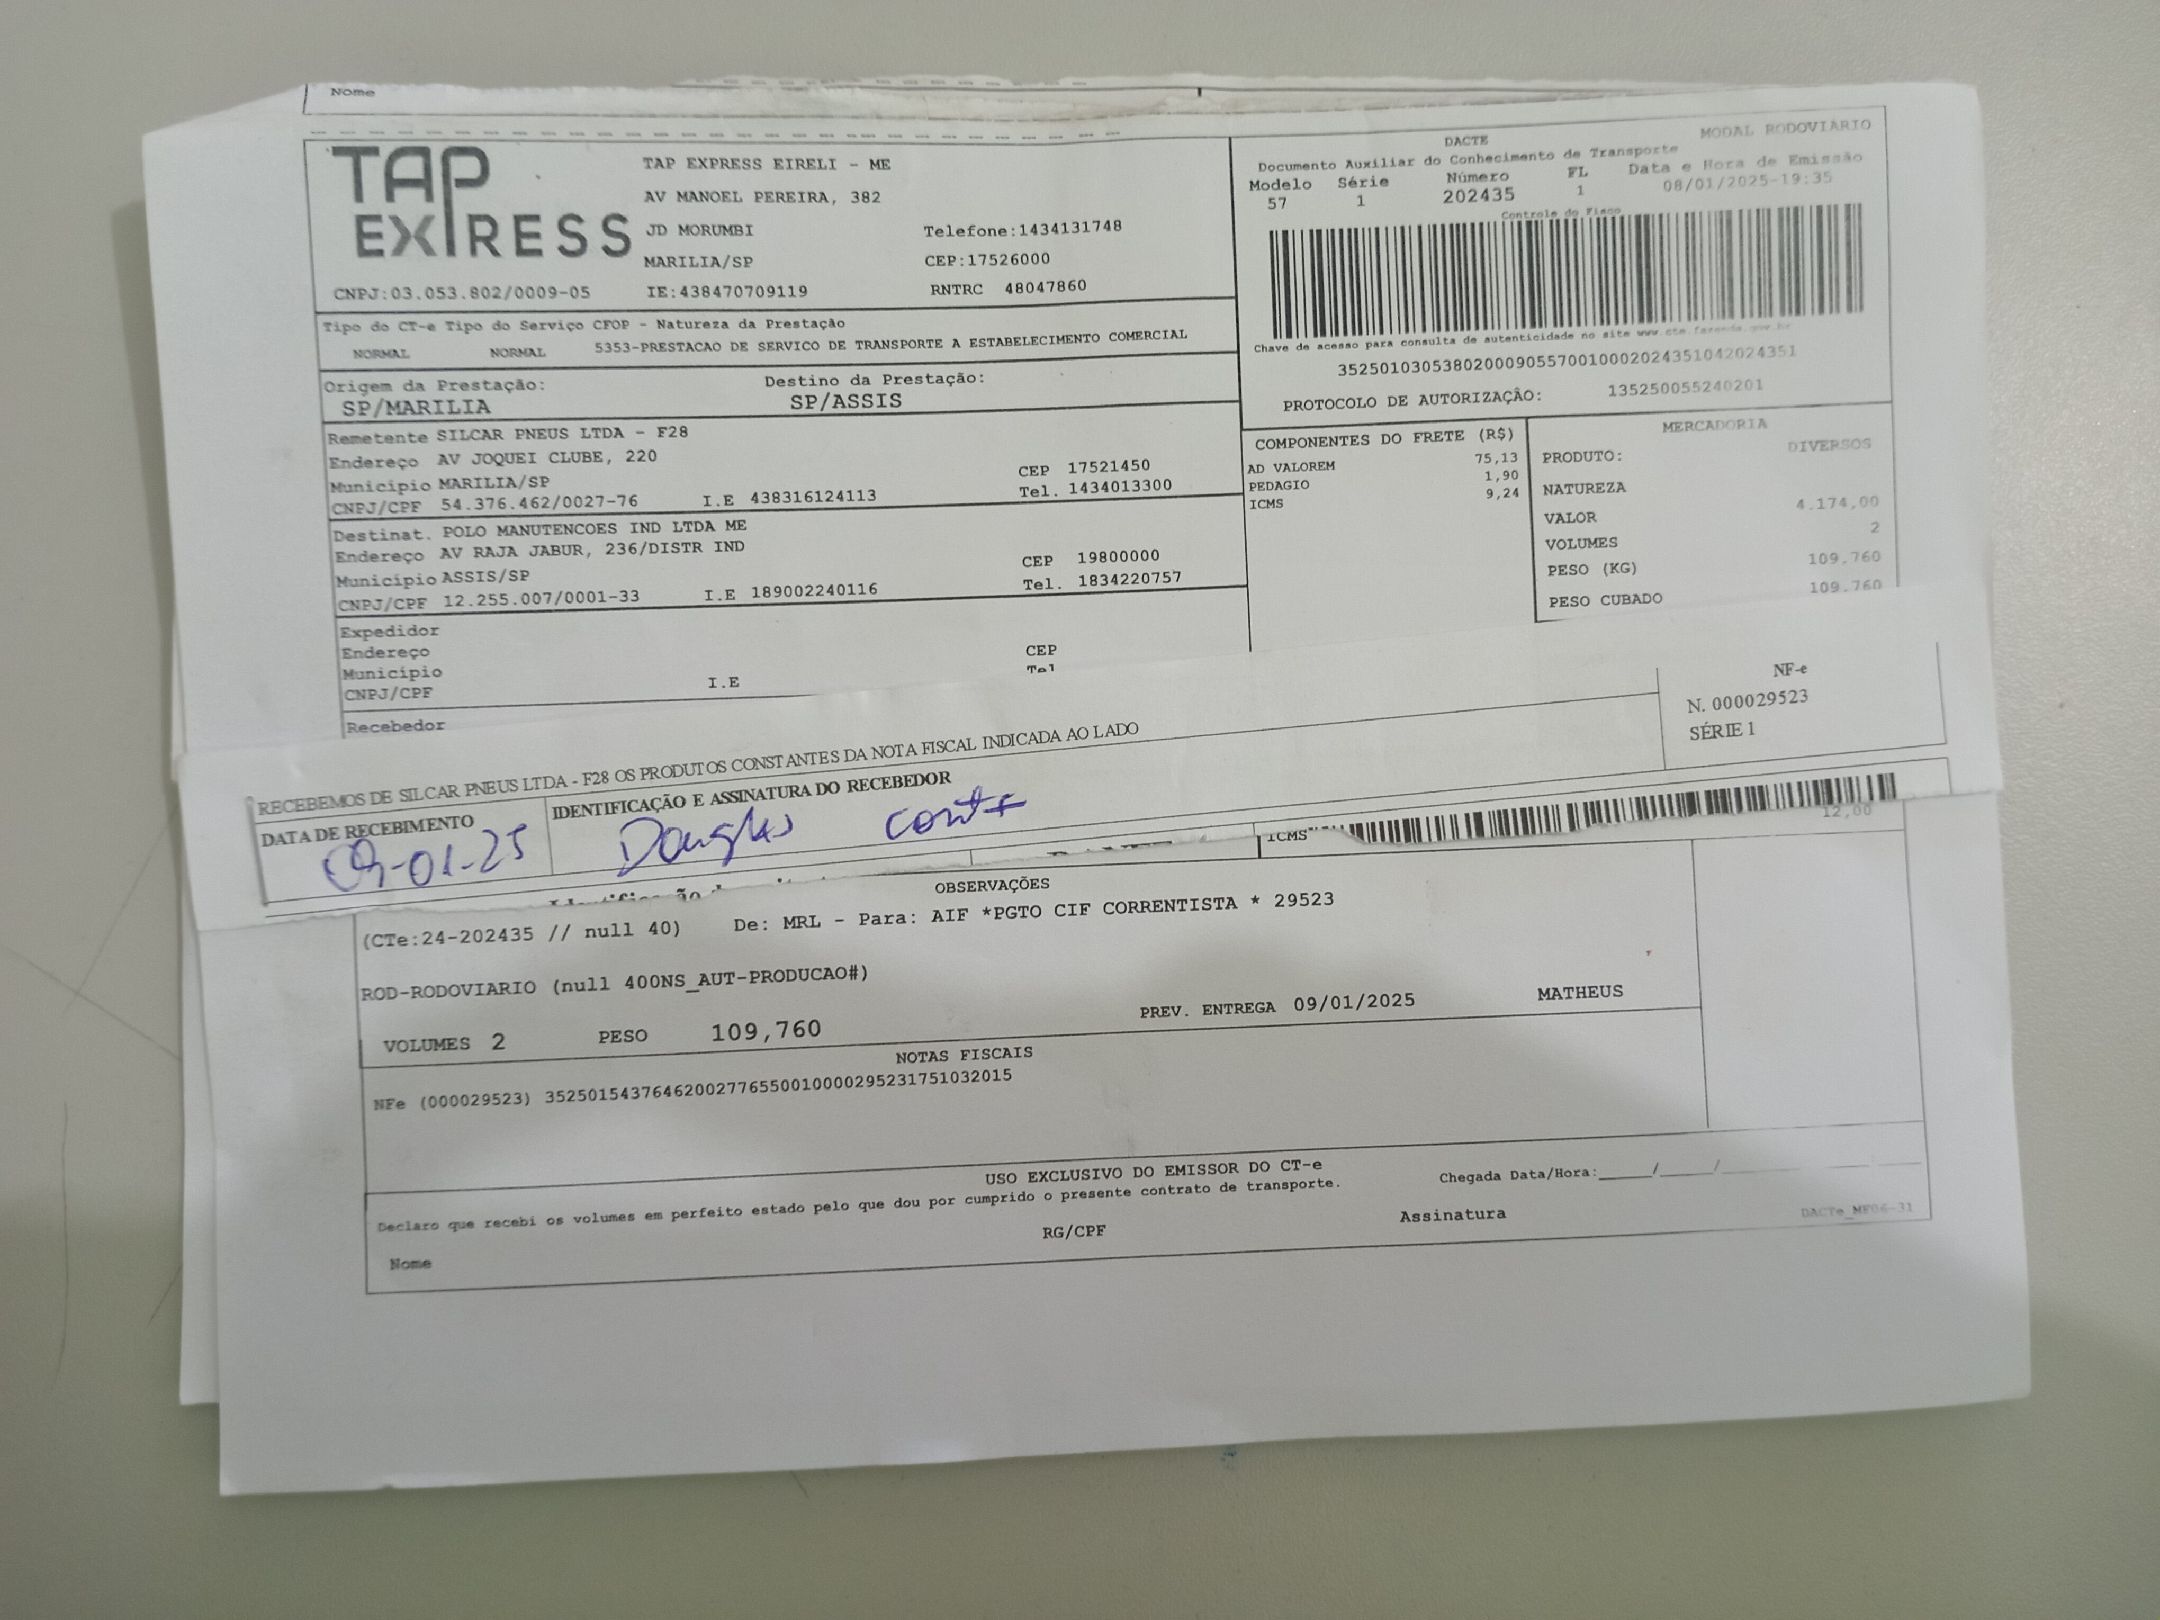 Nome
TAP EXPRESS
TAP EXPRESS EIRELI - ME
AV MANOEL PEREIRA, 382
JD MORUMBI Telefone:1434131748
MARILIA/SP CEP:17526000
CNPJ:03.053.802/0009-05 IE:438470709119 RNTRC 48047860
DACTE MODAL RODOVIÁRIO
Documento Auxiliar do Conhecimento de Transporte
Modelo Série Número FL Data e Hora de Emissão
57 1 202435 1 08/01/2025-19:35
Controle do Fisco
Chave de acesso para consulta de autenticidade no site www.cte.fazenda.gov.br
35250103053802000905570010002024351042024351
PROTOCOLO DE AUTORIZAÇÃO: 135250055240201
Tipo do CT-e Tipo do Serviço CFOP - Natureza da Prestação
NORMAL NORMAL 5353-PRESTACAO DE SERVICO DE TRANSPORTE A ESTABELECIMENTO COMERCIAL
Origem da Prestação: Destino da Prestação:
SP/MARILIA SP/ASSIS
Remetente SILCAR PNEUS LTDA - F28
Endereço AV JOQUEI CLUBE, 220
Município MARILIA/SP CEP 17521450
CNPJ/CPF 54.376.462/0027-76 I.E 438316124113 Tel. 1434013300
Destinat. POLO MANUTENCOES IND LTDA ME
Endereço AV RAJA JABUR, 236/DISTR IND
Município ASSIS/SP CEP 19800000
CNPJ/CPF 12.255.007/0001-33 I.E 189002240116 Tel. 1834220757
Expedidor
Endereço
Município CEP
CNPJ/CPF I.E Tel
Recebedor
COMPONENTES DO FRETE (R$)
AD VALOREM 75,13
PEDAGIO 1,90
ICMS 9,24
MERCADORIA
PRODUTO: DIVERSOS
NATUREZA
VALOR 4.174,00
VOLUMES 2
PESO (KG) 109,760
PESO CUBADO 109,760
RECEBEMOS DE SILCAR PNEUS LTDA - F28 OS PRODUTOS CONSTANTES DA NOTA FISCAL INDICADA AO LADO
NF-e
N. 000029523
SÉRIE 1
DATA DE RECEBIMENTO IDENTIFICAÇÃO E ASSINATURA DO RECEBEDOR
09-01-25 Douglas
ICMS 12,00
OBSERVAÇÕES
(CTe:24-202435 // null 40) De: MRL - Para: AIF *PGTO CIF CORRENTISTA * 29523
ROD-RODOVIARIO (null 400NS_AUT-PRODUCAO#)
VOLUMES 2 PESO 109,760 PREV. ENTREGA 09/01/2025 MATHEUS
NOTAS FISCAIS
NFe (000029523) 35250154376462002776550010000295231751032015
USO EXCLUSIVO DO EMISSOR DO CT-e
Declaro que recebi os volumes em perfeito estado pelo que dou por cumprido o presente contrato de transporte. Chegada Data/Hora:_____/_____/
Nome RG/CPF Assinatura DACTe_MF06-31